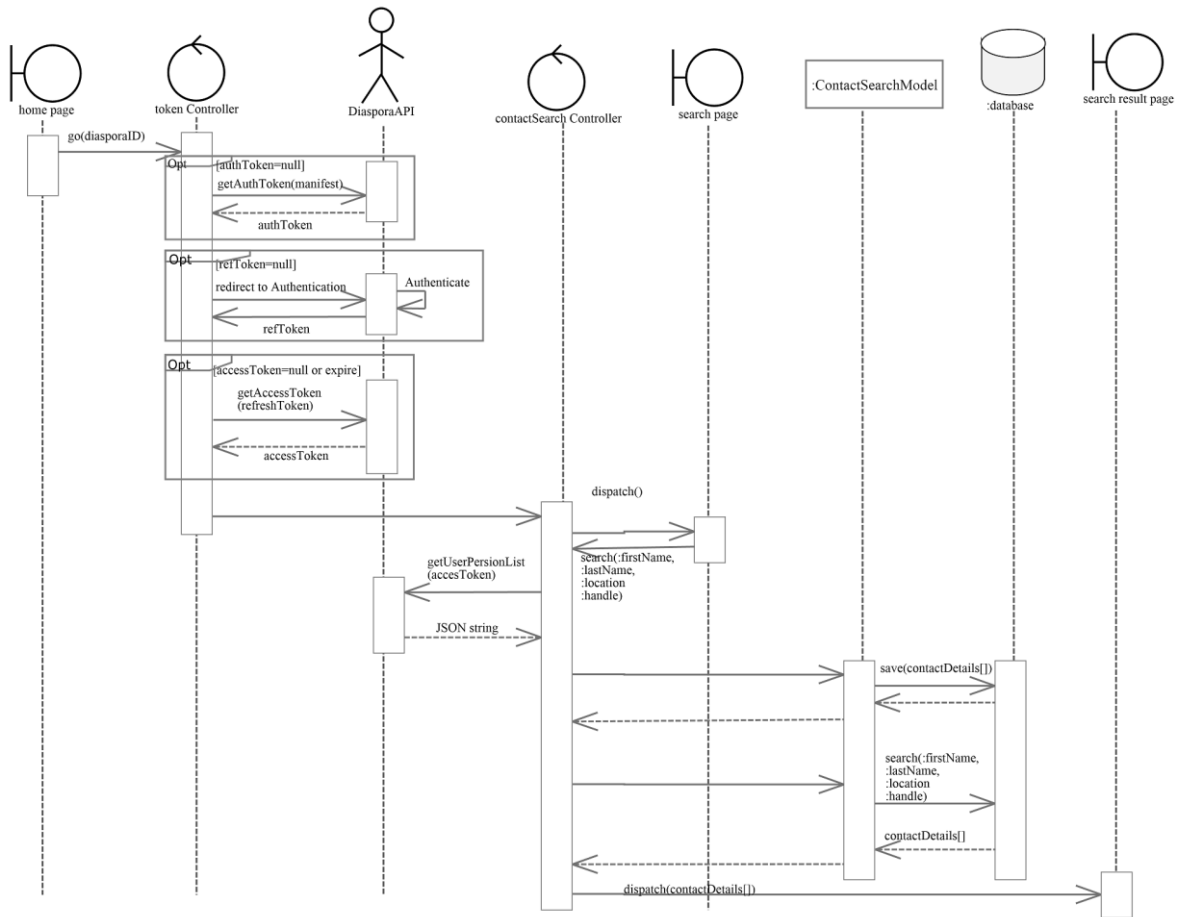 home page
token Controller
DiasporaAPI
contactSearch Controller
search page
:ContactSearchModel
:database
search result page
go(diasporaID)
Opt
[authToken=null]
getAuthToken(manifest)
authToken
Opt
[refToken=null]
redirect to Authentication
Authenticate
refToken
Opt
[accessToken=null or expire]
getAccessToken
(refreshToken)
accessToken
dispatch()
search(:firstName,
:lastName,
:location
:handle)
getUserPersionList
(accesToken)
JSON string
save(contactDetails[])
search(:firstName,
:lastName,
:location
:handle)
contactDetails[]
dispatch(contactDetails[])